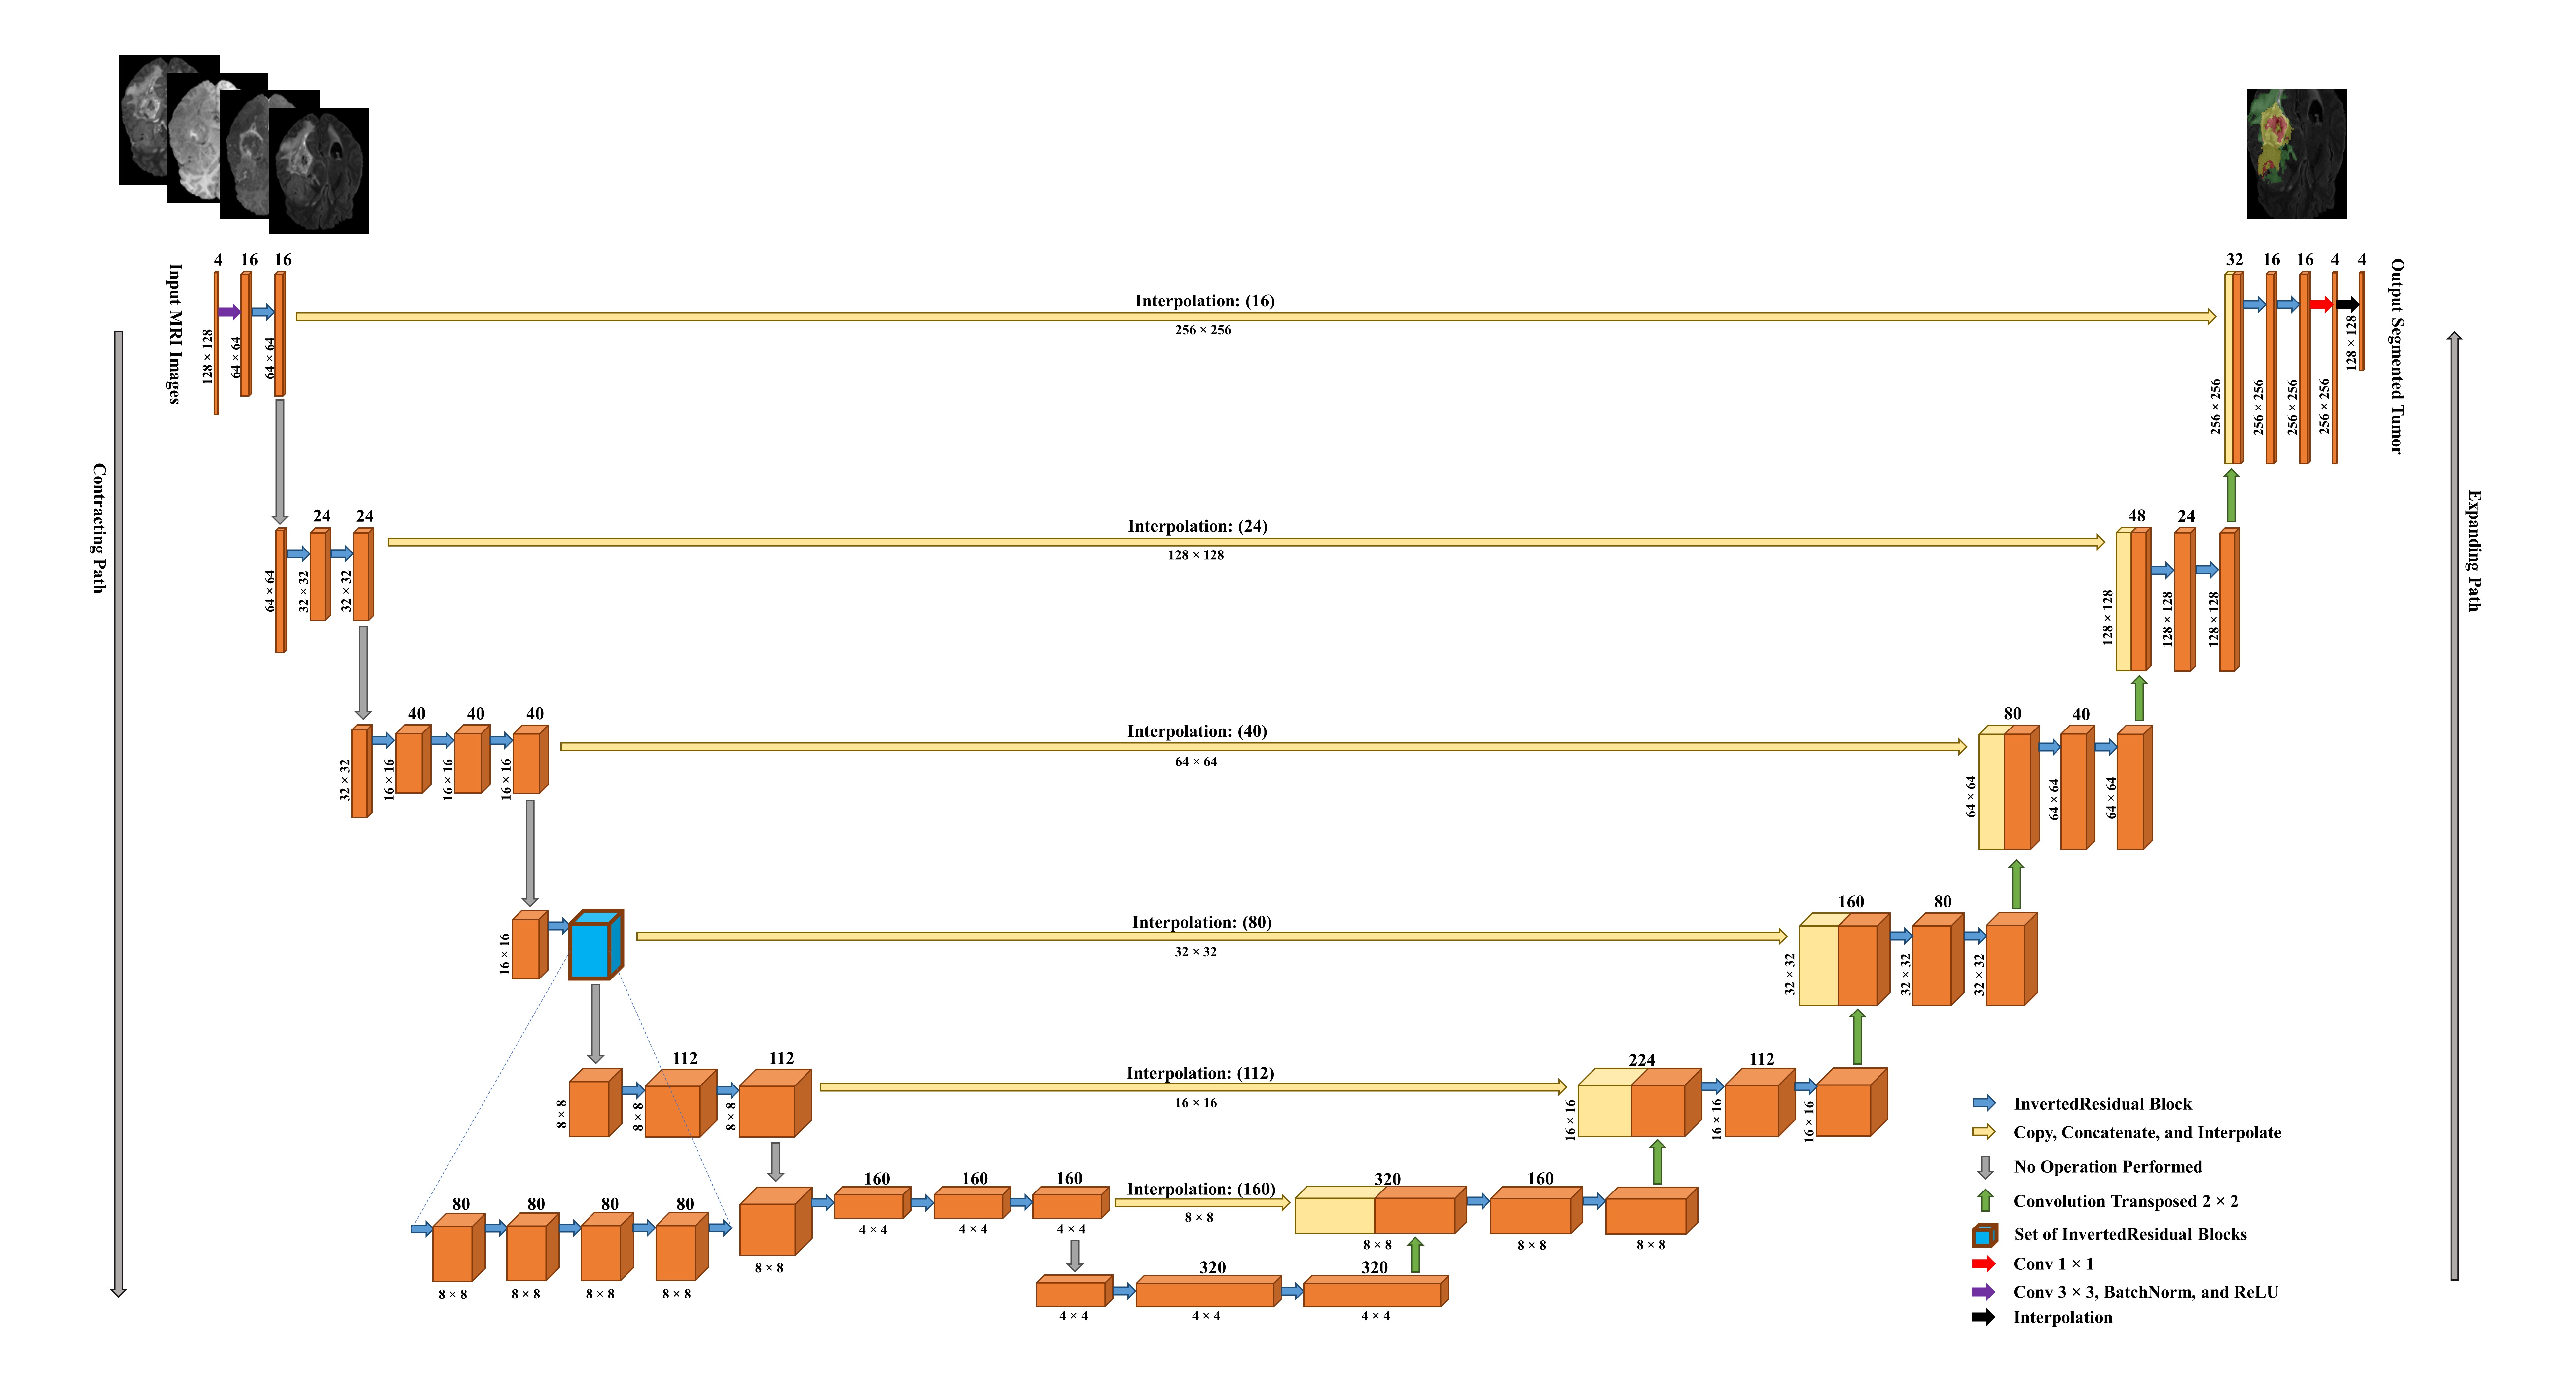 4 16 16
Input MRI Images
128 × 128
64 × 64
64 × 64
Interpolation: (16)
256 × 256
32 16 16 4 4
256 × 256
256 × 256
256 × 256
256 × 256
128 × 128
Output Segmented Tumor
Contracting Path
Expanding Path
24 24
64 × 64
32 × 32
32 × 32
Interpolation: (24)
128 × 128
48 24
128 × 128
128 × 128
128 × 128
40 40 40
32 × 32
16 × 16
16 × 16
16 × 16
Interpolation: (40)
64 × 64
80 40
64 × 64
64 × 64
64 × 64
16 × 16
Interpolation: (80)
32 × 32
160 80
32 × 32
32 × 32
32 × 32
112 112
8 × 8
8 × 8
8 × 8
Interpolation: (112)
16 × 16
224 112
16 × 16
16 × 16
16 × 16
80 80 80 80
8 × 8 8 × 8 8 × 8 8 × 8
8 × 8
160 160 160
4 × 4 4 × 4 4 × 4
Interpolation: (160)
8 × 8
320 160
8 × 8 8 × 8 8 × 8
320 320
4 × 4 4 × 4 4 × 4
InvertedResidual Block
Copy, Concatenate, and Interpolate
No Operation Performed
Convolution Transposed 2 × 2
Set of InvertedResidual Blocks
Conv 1 × 1
Conv 3 × 3, BatchNorm, and ReLU
Interpolation